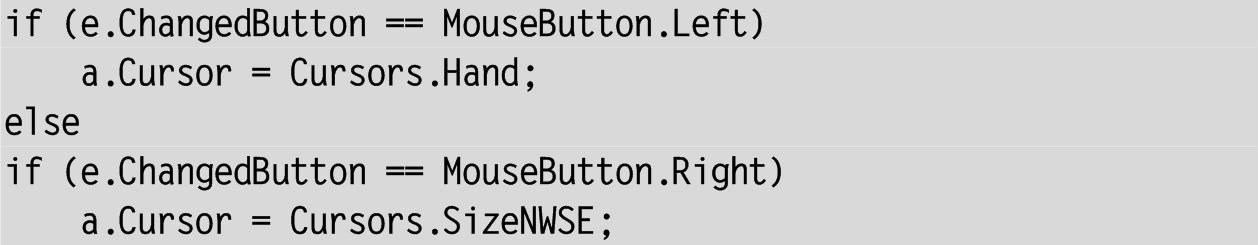 if (e.ChangedButton == MouseButton.Left)
    a.Cursor = Cursors.Hand;
else
if (e.ChangedButton == MouseButton.Right)
    a.Cursor = Cursors.SizeNWSE;